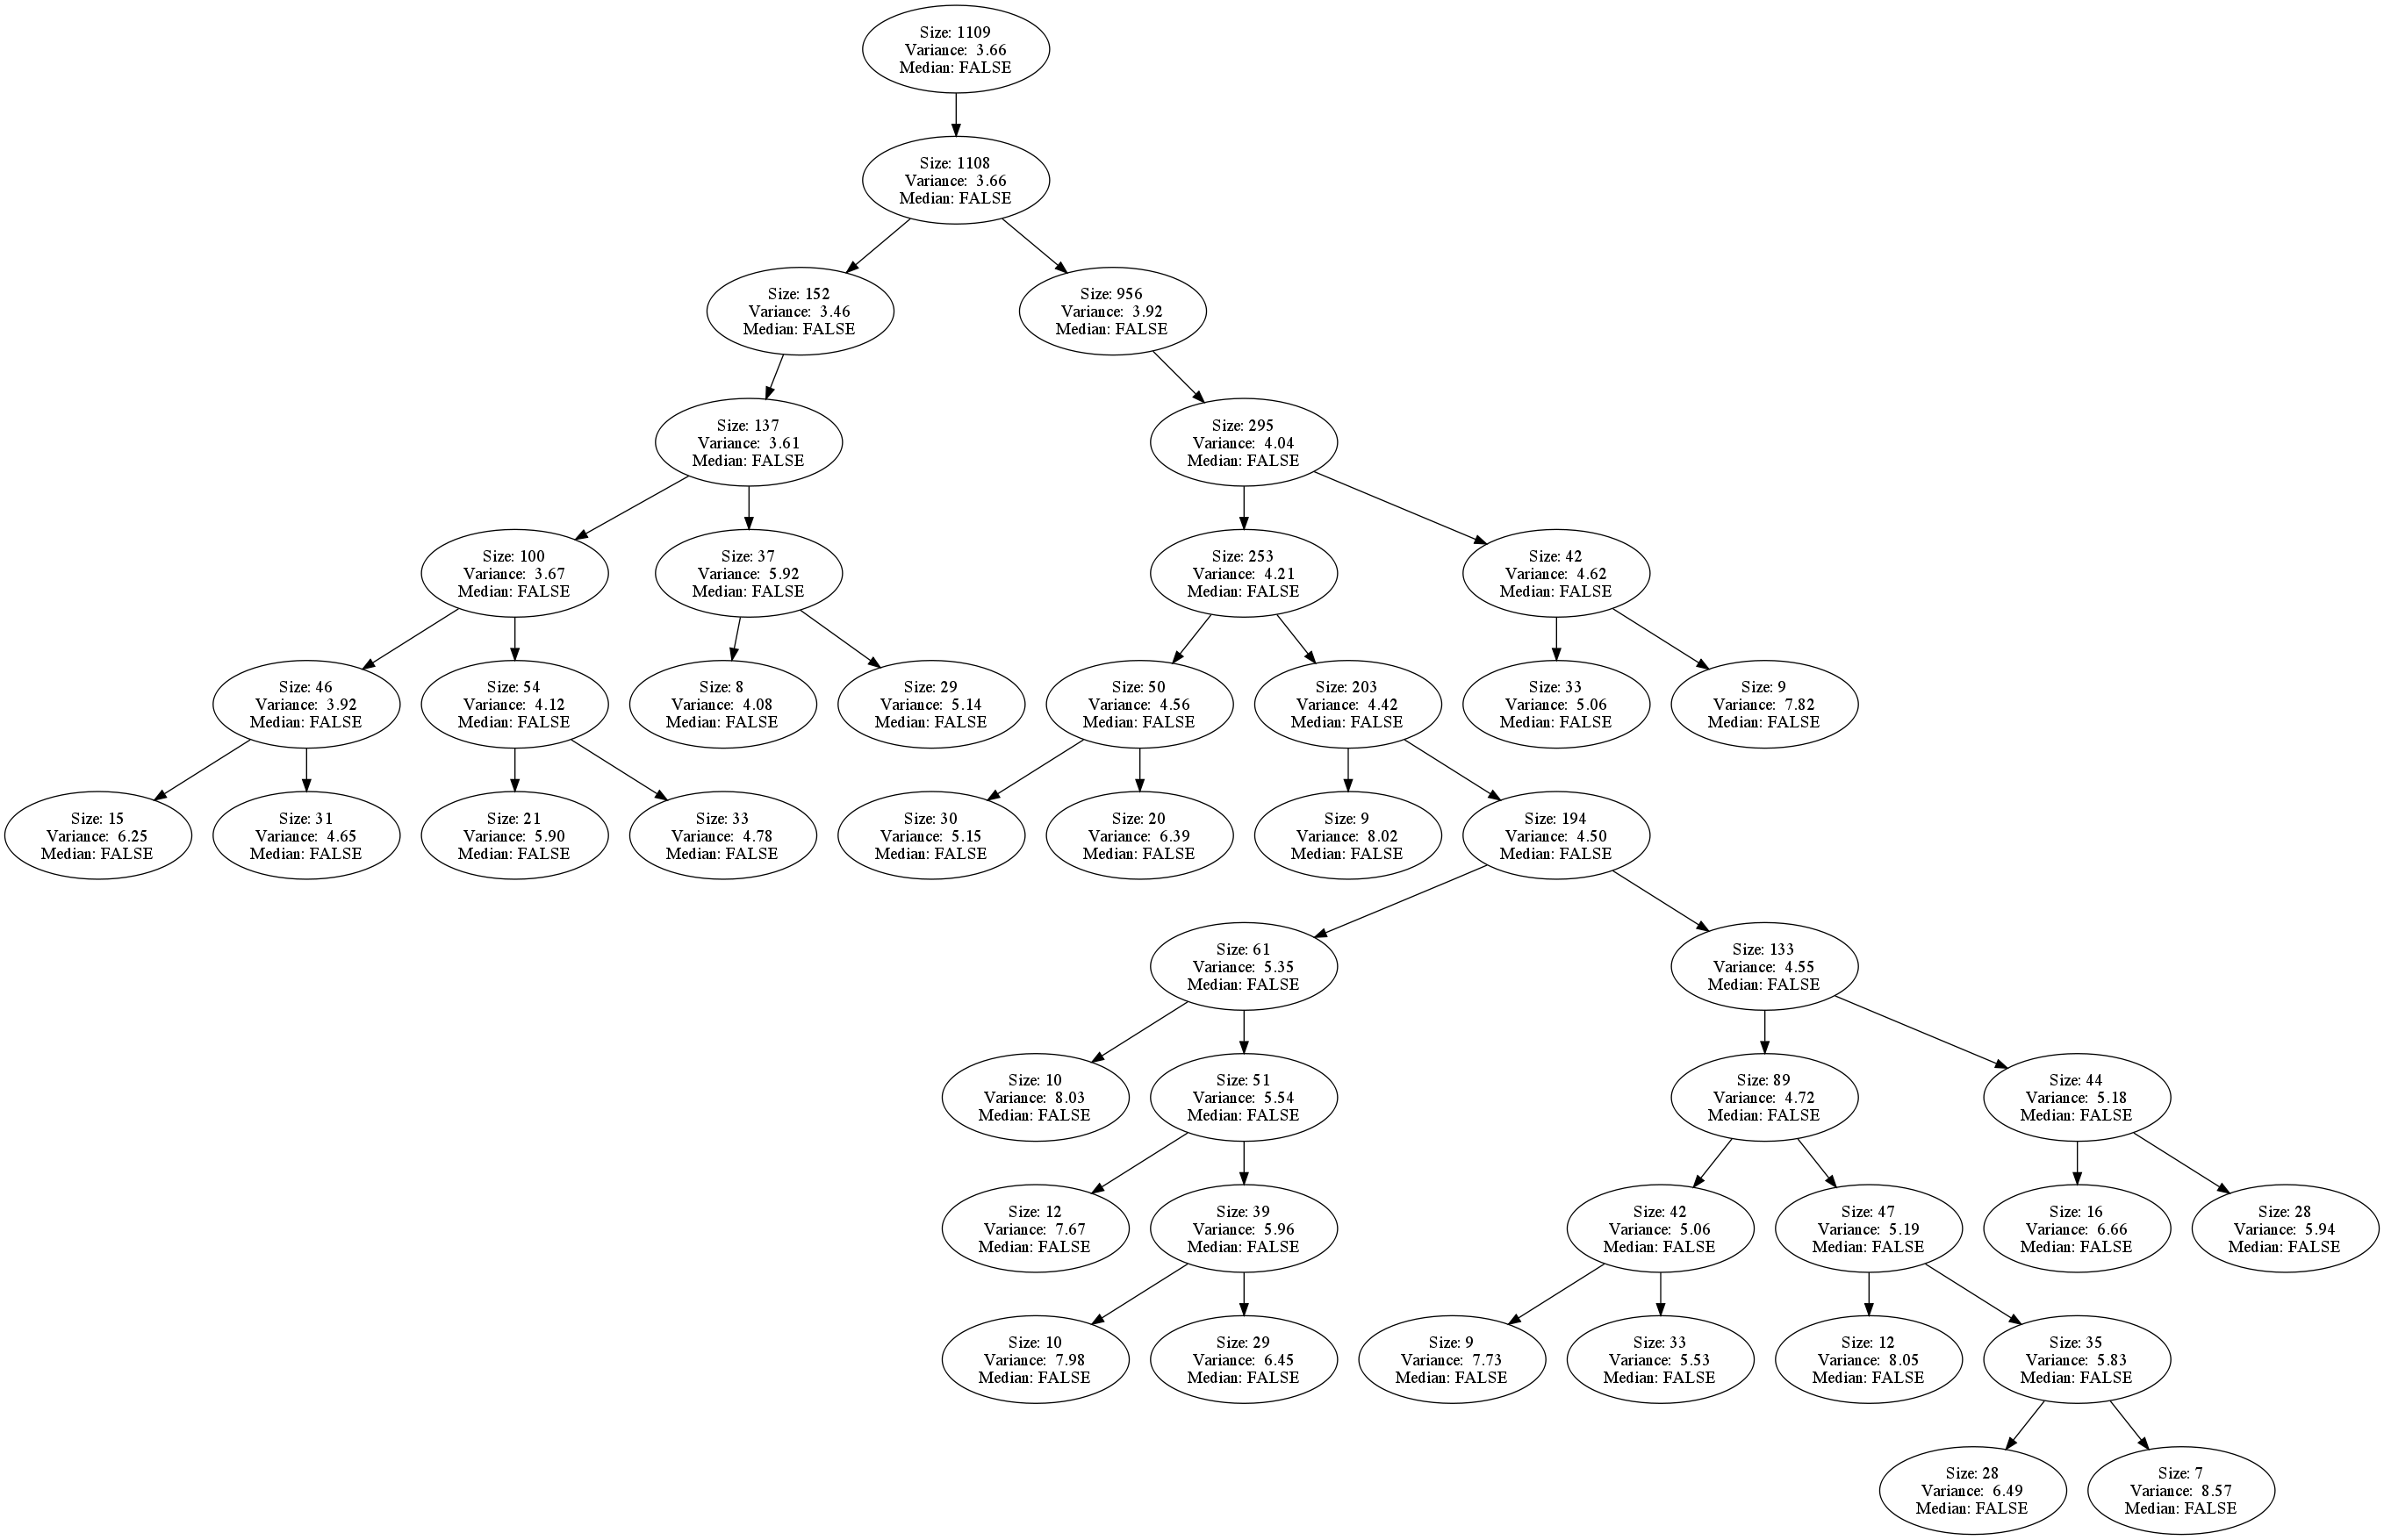 Size: 1109
Variance: 3.66
Median: FALSE
Size: 1108
Variance: 3.66
Median: FALSE
Size: 152
Variance: 3.46
Median: FALSE
Size: 956
Variance: 3.92
Median: FALSE
Size: 137
Variance: 3.61
Median: FALSE
Size: 295
Variance: 4.04
Median: FALSE
Size: 100
Variance: 3.67
Median: FALSE
Size: 37
Variance: 5.92
Median: FALSE
Size: 253
Variance: 4.21
Median: FALSE
Size: 42
Variance: 4.62
Median: FALSE
Size: 46
Variance: 3.92
Median: FALSE
Size: 54
Variance: 4.12
Median: FALSE
Size: 8
Variance: 4.08
Median: FALSE
Size: 29
Variance: 5.14
Median: FALSE
Size: 50
Variance: 4.56
Median: FALSE
Size: 203
Variance: 4.42
Median: FALSE
Size: 33
Variance: 5.06
Median: FALSE
Size: 9
Variance: 7.82
Median: FALSE
Size: 15
Variance: 6.25
Median: FALSE
Size: 31
Variance: 4.65
Median: FALSE
Size: 21
Variance: 5.90
Median: FALSE
Size: 33
Variance: 4.78
Median: FALSE
Size: 30
Variance: 5.15
Median: FALSE
Size: 20
Variance: 6.39
Median: FALSE
Size: 9
Variance: 8.02
Median: FALSE
Size: 194
Variance: 4.50
Median: FALSE
Size: 61
Variance: 5.35
Median: FALSE
Size: 133
Variance: 4.55
Median: FALSE
Size: 10
Variance: 8.03
Median: FALSE
Size: 51
Variance: 5.54
Median: FALSE
Size: 89
Variance: 4.72
Median: FALSE
Size: 44
Variance: 5.18
Median: FALSE
Size: 12
Variance: 7.67
Median: FALSE
Size: 39
Variance: 5.96
Median: FALSE
Size: 42
Variance: 5.06
Median: FALSE
Size: 47
Variance: 5.19
Median: FALSE
Size: 16
Variance: 6.66
Median: FALSE
Size: 28
Variance: 5.94
Median: FALSE
Size: 10
Variance: 7.98
Median: FALSE
Size: 29
Variance: 6.45
Median: FALSE
Size: 9
Variance: 7.73
Median: FALSE
Size: 33
Variance: 5.53
Median: FALSE
Size: 12
Variance: 8.05
Median: FALSE
Size: 35
Variance: 5.83
Median: FALSE
Size: 28
Variance: 6.49
Median: FALSE
Size: 7
Variance: 8.57
Median: FALSE